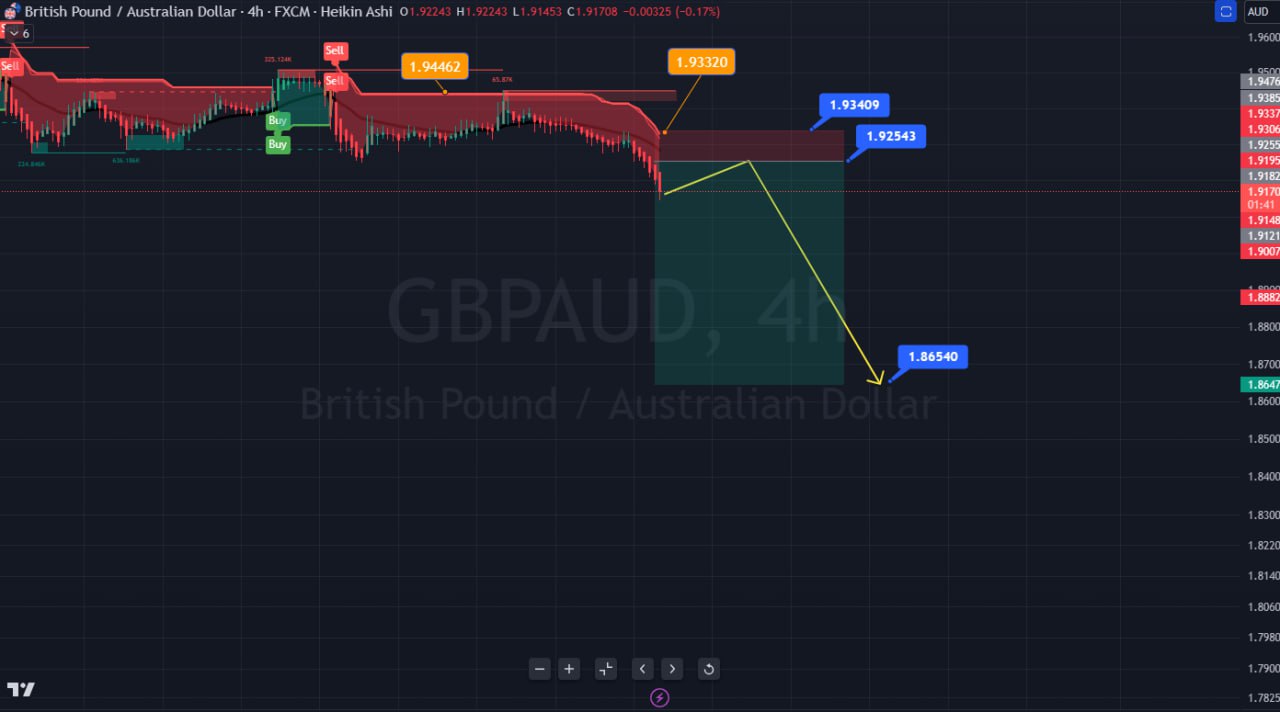 British Pound / Australian Dollar · 4h · FXCM · Heikin Ashi O1.92243 H1.92243 L1.91453 C1.91708 −0.00325 (−0.17%)
AUD
6
Sell
Sell
Sell
325.124K
1.94462
65.87K
1.93320
1.93409
1.92543
Buy
Buy
224.846K
636.186K
1.86540
GBPAUD, 4h
British Pound / Australian Dollar
1.9600
1.9500
1.9476
1.9385
1.9337
1.9306
1.9255
1.9195
1.9182
1.9170
01:41
1.9148
1.9121
1.9007
1.8882
1.8800
1.8700
1.8647
1.8600
1.8500
1.8400
1.8300
1.8220
1.8140
1.8060
1.7980
1.7900
1.7825